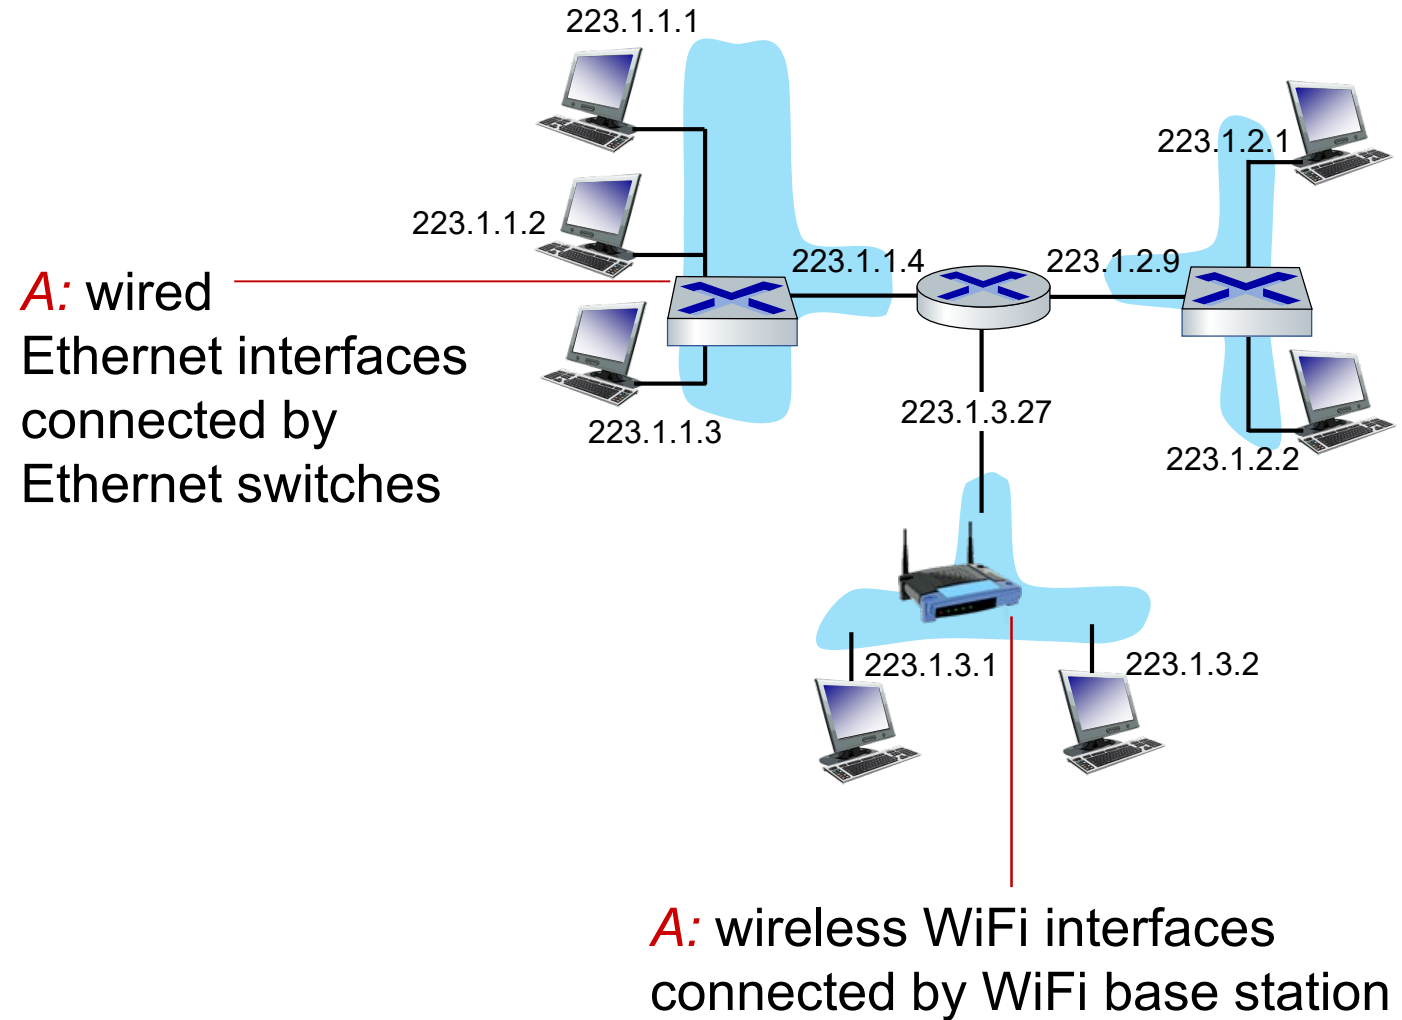 223.1.1.1
223.1.2.1
223.1.1.2
223.1.1.4
223.1.2.9
A: wired
Ethernet interfaces
connected by
Ethernet switches
223.1.3.27
223.1.1.3
223.1.2.2
223.1.3.1
223.1.3.2
A: wireless WiFi interfaces
connected by WiFi base station